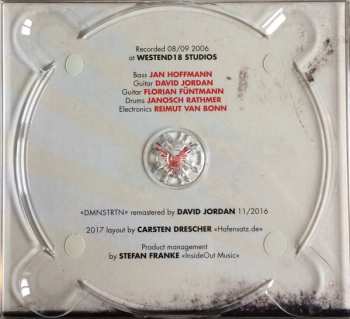 Recorded 08/09 2006
at WESTEND18 STUDIOS
Bass JAN HOFFMANN
Guitar DAVID JORDAN
Guitar FLORIAN FÜNTMANN
Drums JANOSCH RATHMER
Electronics REIMUT VAN BONN
«DMNSTRTN» remastered by DAVID JORDAN 11/2016
2017 layout by CARSTEN DRESCHER «Hafensatz.de»
Product management
by STEFAN FRANKE «InsideOut Music»